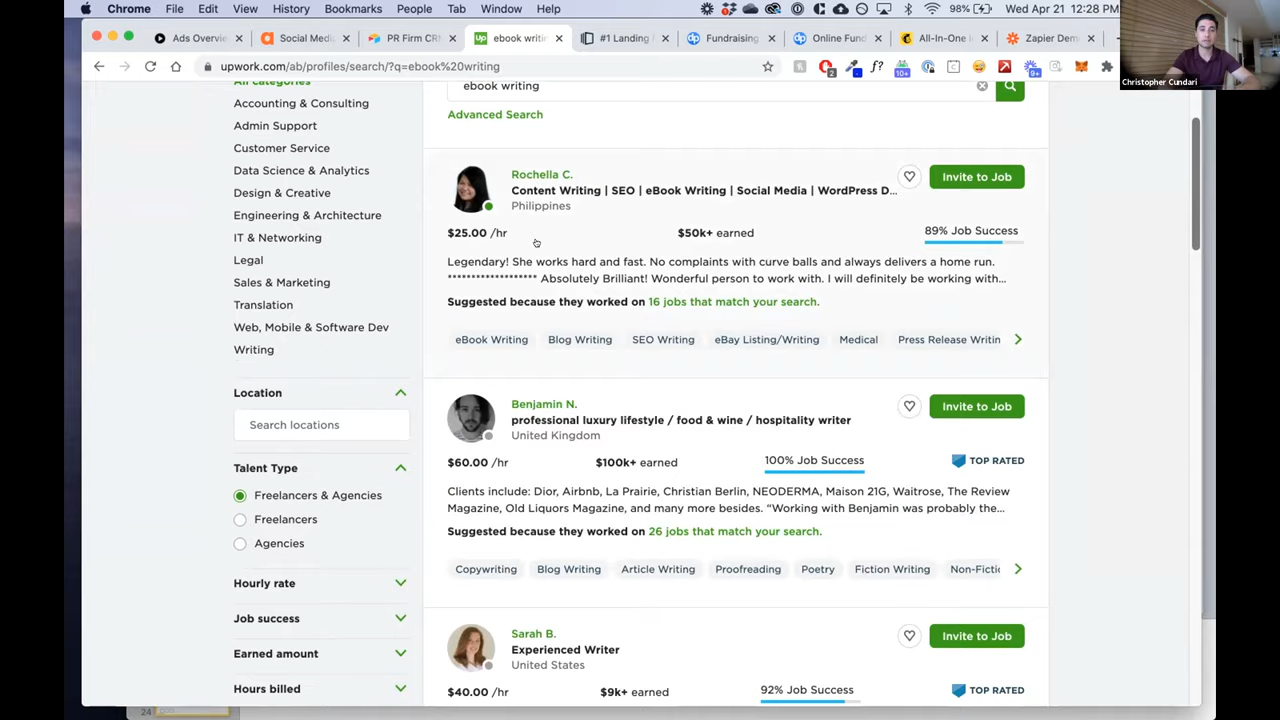 Chrome File Edit View History Bookmarks People Tab Window Help
98% Wed Apr 21 12:28 PM
Ads Overvie
Social Medi
PR Firm CR
ebook writin
#1 Landing
Fundraising
Online Fun
All-In-One
Zapier Dem
upwork.com/ab/profiles/search/?q=ebook%20writing
2
10+
9+
Christopher Cundari
All categories
Accounting & Consulting
Admin Support
Customer Service
Data Science & Analytics
Design & Creative
Engineering & Architecture
IT & Networking
Legal
Sales & Marketing
Translation
Web, Mobile & Software Dev
Writing
Location
Search locations
Talent Type
Freelancers & Agencies
Freelancers
Agencies
Hourly rate
Job success
Earned amount
Hours billed
ebook writing
Advanced Search
Rochella C.
Invite to Job
Content Writing | SEO | eBook Writing | Social Media | WordPress D...
Philippines
$25.00 /hr $50k+ earned 89% Job Success
Legendary! She works hard and fast. No complaints with curve balls and always delivers a home run.
******************* Absolutely Brilliant! Wonderful person to work with. I will definitely be working with...
Suggested because they worked on 16 jobs that match your search.
eBook Writing Blog Writing SEO Writing eBay Listing/Writing Medical Press Release Writin
Benjamin N.
Invite to Job
professional luxury lifestyle / food & wine / hospitality writer
United Kingdom
$60.00 /hr $100k+ earned 100% Job Success TOP RATED
Clients include: Dior, Airbnb, La Prairie, Christian Berlin, NEODERMA, Maison 21G, Waitrose, The Review
Magazine, Old Liquors Magazine, and many more besides. "Working with Benjamin was probably the...
Suggested because they worked on 26 jobs that match your search.
Copywriting Blog Writing Article Writing Proofreading Poetry Fiction Writing Non-Fictic
Sarah B.
Invite to Job
Experienced Writer
United States
$40.00 /hr $9k+ earned 92% Job Success TOP RATED
24